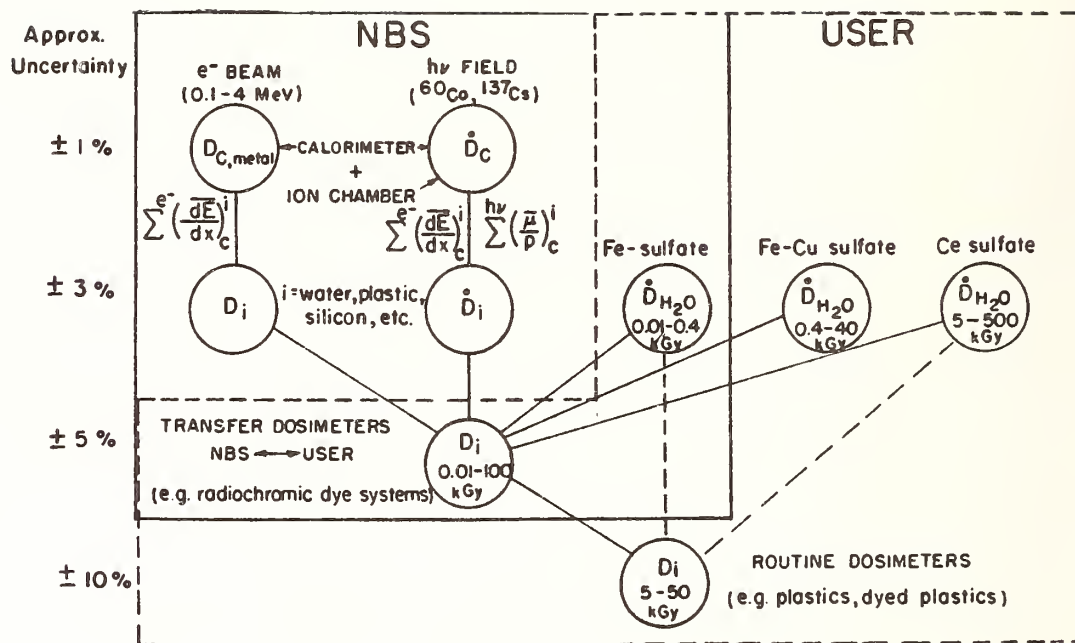 Approx.
Uncertainty
NBS
USER
e⁻ BEAM
(0.1–4 MeV)
hν FIELD
(⁶⁰Co, ¹³⁷Cs)
± 1 %
D_C,metal
CALORIMETER
+
ION CHAMBER
Ḋ_C
∑^e⁻ (dE̅/dx)^i_c
∑^e⁻ (dE̅/dx)^i_c
∑^hν (μ̅/ρ)^i_c
Fe-sulfate
Fe-Cu sulfate
Ce sulfate
± 3 %
D_i
i=water, plastic,
silicon, etc.
Ḋ_i
Ḋ_H₂O
0.01-0.4
kGy
Ḋ_H₂O
0.4-40
kGy
Ḋ_H₂O
5-500
kGy
± 5 %
TRANSFER DOSIMETERS
NBS ⟷ USER
(e.g. radiochromic dye systems)
D_i
0.01-100
kGy
± 10 %
D_i
5-50
kGy
ROUTINE DOSIMETERS
(e.g. plastics, dyed plastics)